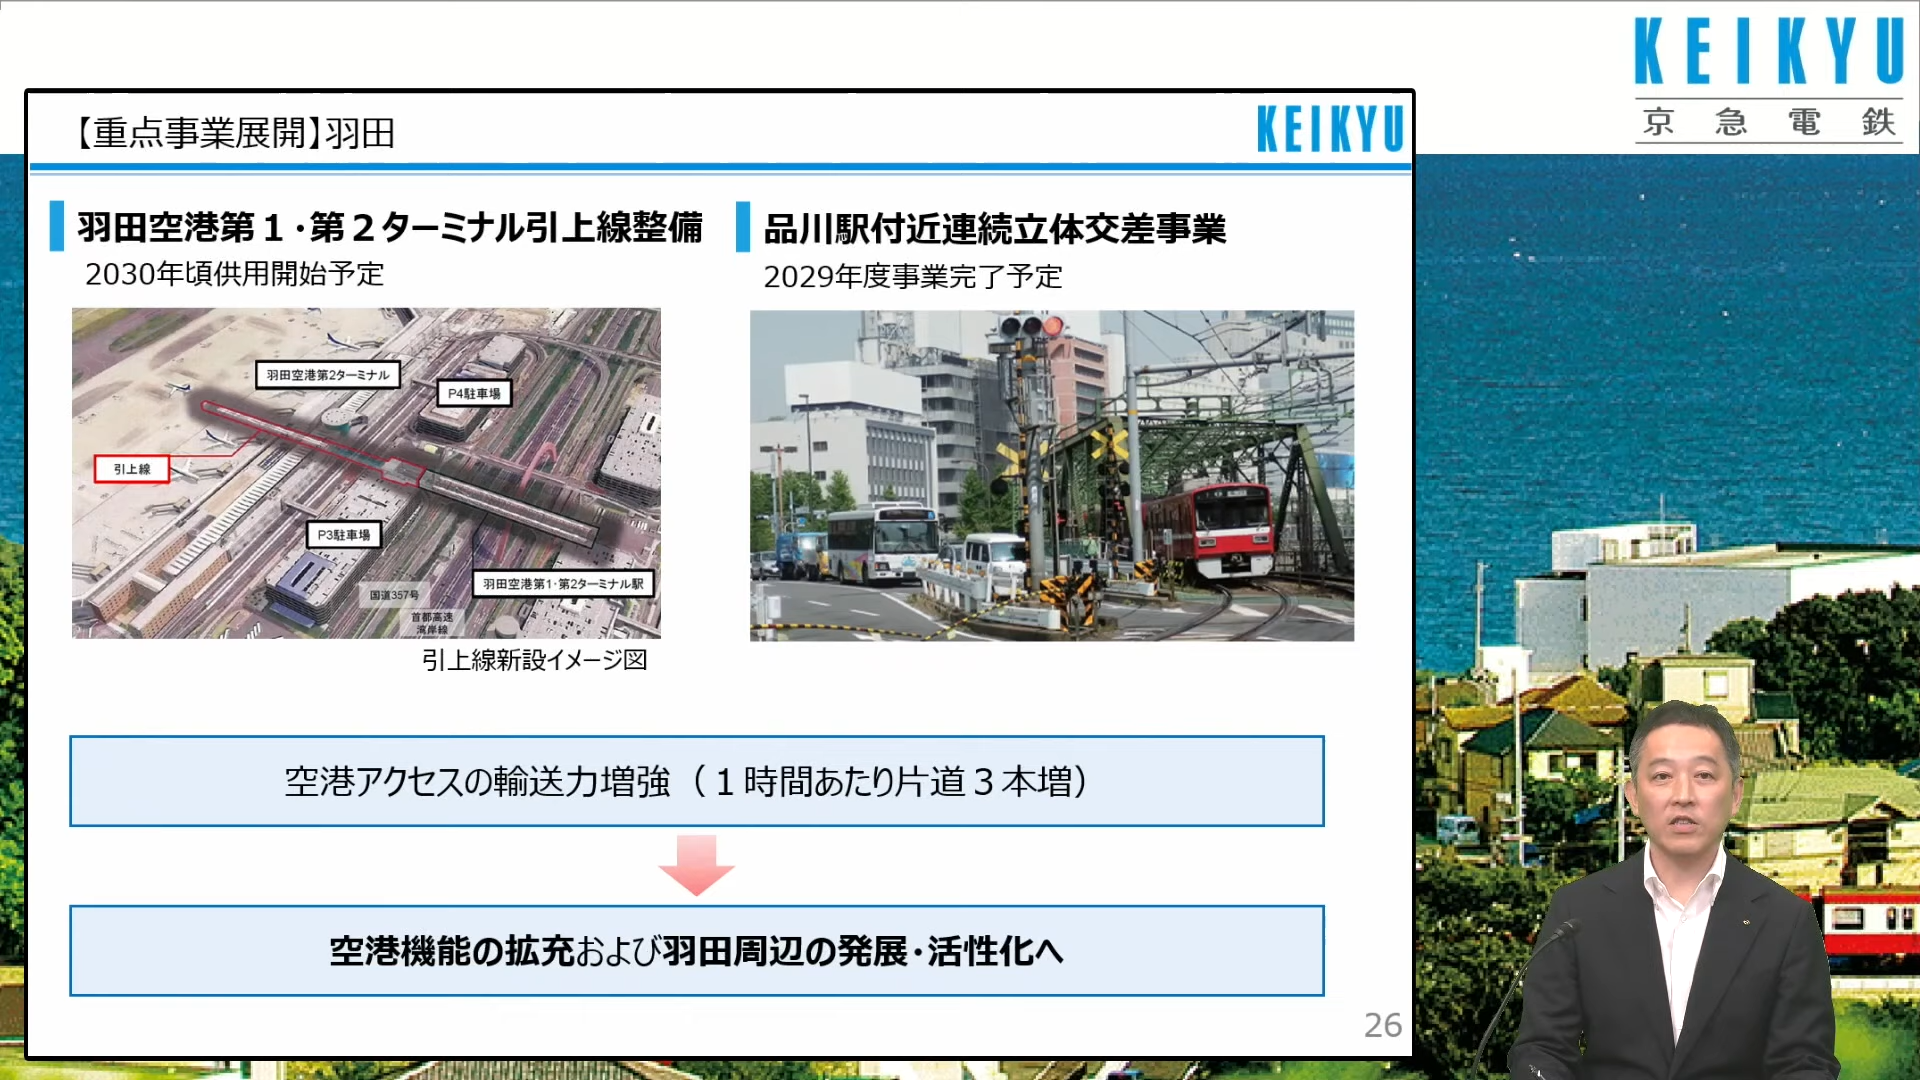 KEIKYU
京急電鉄
【重点事業展開】羽田
KEIKYU
羽田空港第１・第２ターミナル引上線整備
2030年頃供用開始予定
羽田空港第2ターミナル
P4駐車場
引上線
P3駐車場
羽田空港第1・第2ターミナル駅
国道357号
首都高速
湾岸線
引上線新設イメージ図
品川駅付近連続立体交差事業
2029年度事業完了予定
空港アクセスの輸送力増強（１時間あたり片道３本増）
空港機能の拡充および羽田周辺の発展・活性化へ
26